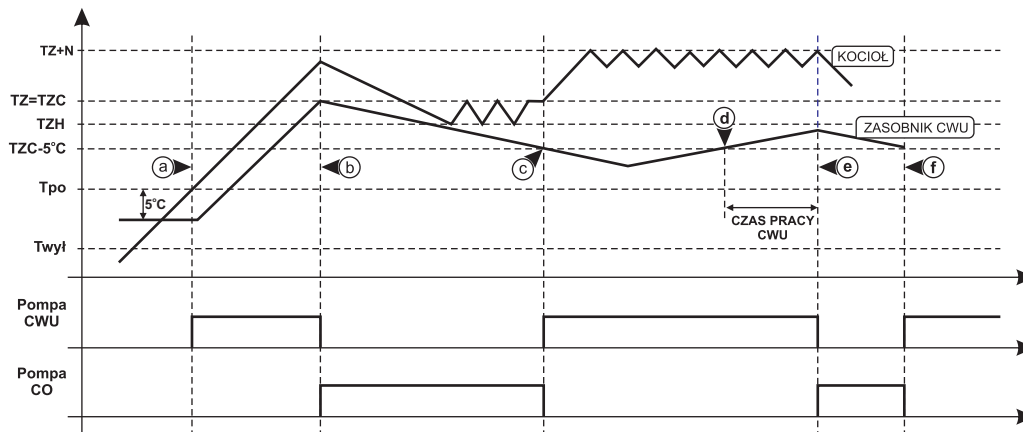 TZ+N
KOCIOŁ
TZ=TZC
TZH
d
ZASOBNIK CWU
TZC-5°C
a
b
c
e
f
Tpo
5°C
CZAS PRACY
CWU
Twył
Pompa
CWU
Pompa
CO